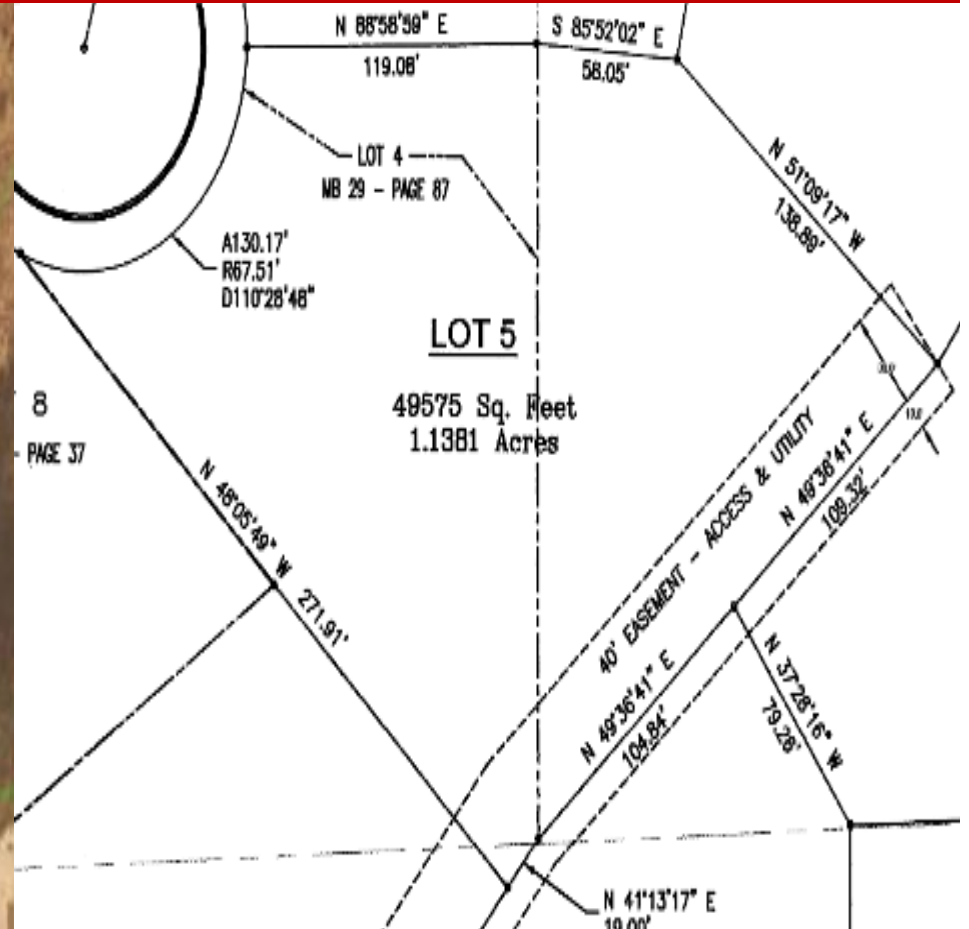 N 88°58'59" E
119.08'
S 85°52'02" E
58.05'
LOT 4
MB 29 - PAGE 87
N 51°09'17" W
138.89'
A130.17'
R67.51'
D110°28'48"
LOT 5
49575 Sq. Feet
1.1381 Acres
8
PAGE 37
N 48°05'49" W
271.91'
40' EASEMENT - ACCESS & UTILITY
N 49°36'41" E
109.32'
N 49°36'41" E
104.84'
N 37°28'16" W
79.26'
N 41°13'17" E
19.00'